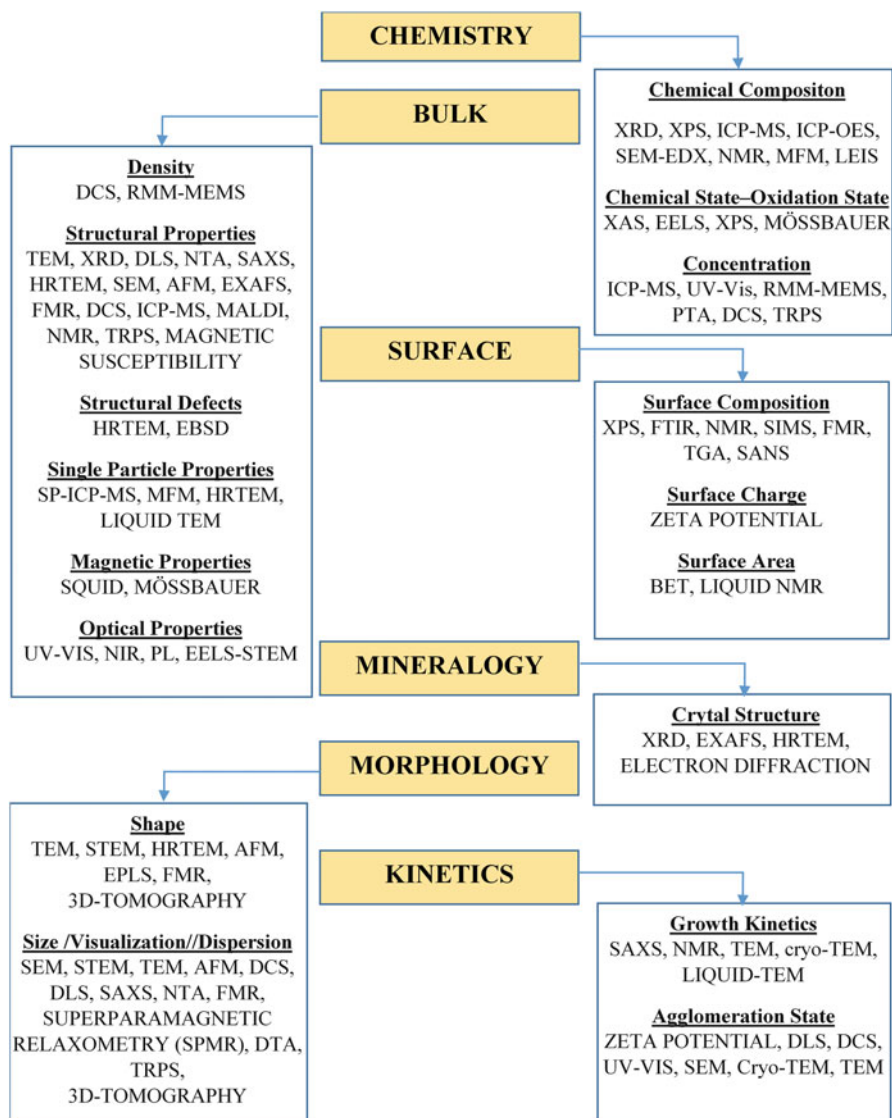 CHEMISTRY
Chemical Compositon
XRD, XPS, ICP-MS, ICP-OES,
SEM-EDX, NMR, MFM, LEIS
Chemical State–Oxidation State
XAS, EELS, XPS, MÖSSBAUER
Concentration
ICP-MS, UV-Vis, RMM-MEMS,
PTA, DCS, TRPS
BULK
Density
DCS, RMM-MEMS
Structural Properties
TEM, XRD, DLS, NTA, SAXS,
HRTEM, SEM, AFM, EXAFS,
FMR, DCS, ICP-MS, MALDI,
NMR, TRPS, MAGNETIC
SUSCEPTIBILITY
Structural Defects
HRTEM, EBSD
Single Particle Properties
SP-ICP-MS, MFM, HRTEM,
LIQUID TEM
Magnetic Properties
SQUID, MÖSSBAUER
Optical Properties
UV-VIS, NIR, PL, EELS-STEM
SURFACE
Surface Composition
XPS, FTIR, NMR, SIMS, FMR,
TGA, SANS
Surface Charge
ZETA POTENTIAL
Surface Area
BET, LIQUID NMR
MINERALOGY
Crytal Structure
XRD, EXAFS, HRTEM,
ELECTRON DIFFRACTION
MORPHOLOGY
Shape
TEM, STEM, HRTEM, AFM,
EPLS, FMR,
3D-TOMOGRAPHY
Size /Visualization//Dispersion
SEM, STEM, TEM, AFM, DCS,
DLS, SAXS, NTA, FMR,
SUPERPARAMAGNETIC
RELAXOMETRY (SPMR), DTA,
TRPS,
3D-TOMOGRAPHY
KINETICS
Growth Kinetics
SAXS, NMR, TEM, cryo-TEM,
LIQUID-TEM
Agglomeration State
ZETA POTENTIAL, DLS, DCS,
UV-VIS, SEM, Cryo-TEM, TEM